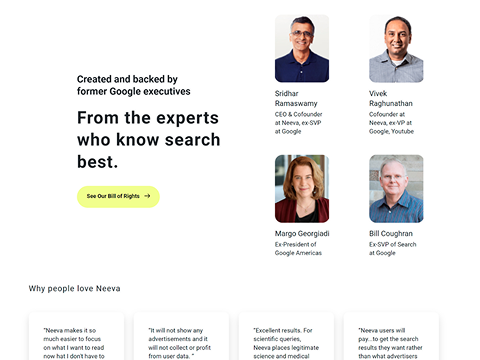 Created and backed by
former Google executives
From the experts
who know search
best.
See Our Bill of Rights →
Sridhar
Ramaswamy
CEO & Cofounder
at Neeva, ex-SVP
at Google
Vivek
Raghunathan
Cofounder at
Neeva, ex-VP at
Google, Youtube
Margo Georgiadi
Ex-President of
Google Americas
Bill Coughran
Ex-SVP of Search
at Google
Why people love Neeva
"Neeva makes it so
much easier to focus
on what I want to read
now hat I don't have to
"It will not show any
advertisements and it
will not collect or profit
from user data. "
"Excellent results. For
scientific queries,
Neeva places legitimate
science and medical
"Neeva users will
pay...to get the search
results they want rather
than what advertisers